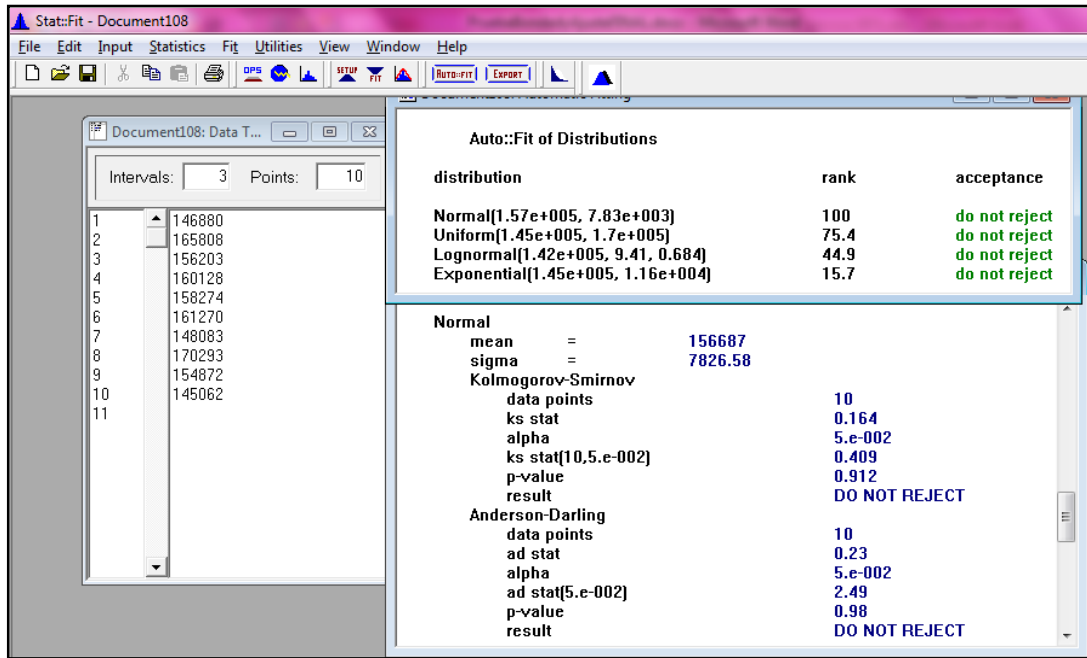 Stat::Fit - Document108
File Edit Input Statistics Fit Utilities View Window Help
OPS SETUP FIT AUTO::FIT EXPORT
Document108: Data T...
Intervals: 3 Points: 10
1 146880
2 165808
3 156203
4 160128
5 158274
6 161270
7 148083
8 170293
9 154872
10 145062
11
Auto::Fit of Distributions
distribution rank acceptance
Normal(1.57e+005, 7.83e+003) 100 do not reject
Uniform(1.45e+005, 1.7e+005) 75.4 do not reject
Lognormal(1.42e+005, 9.41, 0.684) 44.9 do not reject
Exponential(1.45e+005, 1.16e+004) 15.7 do not reject
Normal
mean = 156687
sigma = 7826.58
Kolmogorov-Smirnov
data points 10
ks stat 0.164
alpha 5.e-002
ks stat(10,5.e-002) 0.409
p-value 0.912
result DO NOT REJECT
Anderson-Darling
data points 10
ad stat 0.23
alpha 5.e-002
ad stat(5.e-002) 2.49
p-value 0.98
result DO NOT REJECT